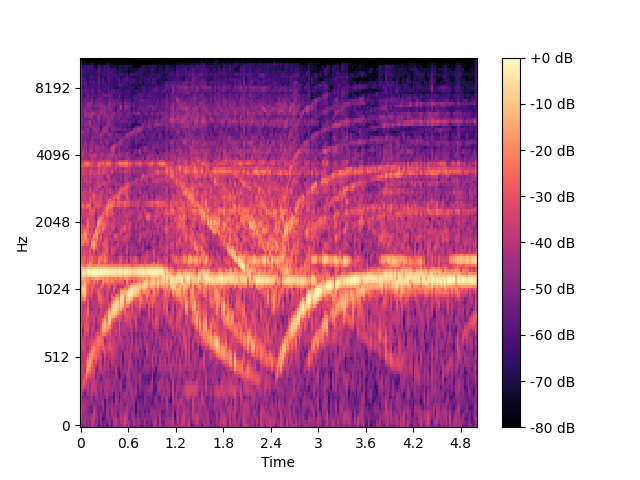 8192
4096
2048
1024
512
0
Hz
0 0.6 1.2 1.8 2.4 3 3.6 4.2 4.8
Time
+0 dB
-10 dB
-20 dB
-30 dB
-40 dB
-50 dB
-60 dB
-70 dB
-80 dB